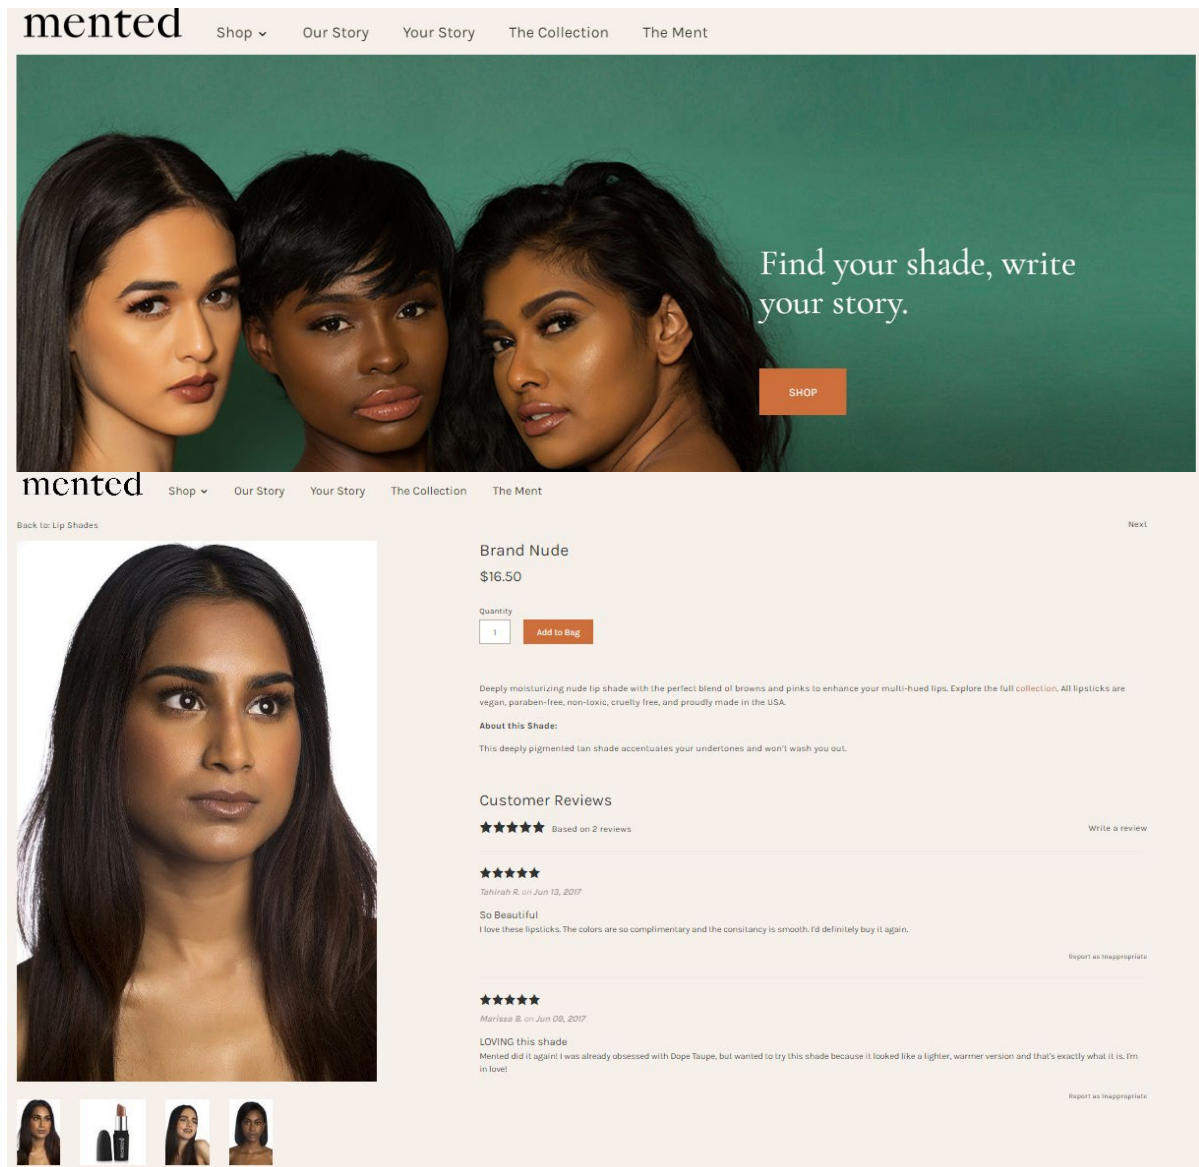 mented
Shop Our Story Your Story The Collection The Ment
Find your shade, write
your story.
SHOP
mented
Shop Our Story Your Story The Collection The Ment
Back to: Lip Shades
Next
Brand Nude
$16.50
Quantity
1 Add to Bag
Deeply moisturizing nude lip shade with the perfect blend of browns and pinks to enhance your multi-hued lips. Explore the full collection. All lipsticks are
vegan, paraben-free, non-toxic, cruelty free, and proudly made in the USA.
About this Shade:
This deeply pigmented tan shade accentuates your undertones and won't wash you out.
Customer Reviews
★★★★★ Based on 2 reviews
Write a review
★★★★★
Tahirah R. on Jun 13, 2017
So Beautiful
I love these lipsticks. The colors are so complimentary and the consitancy is smooth. I'd definitely buy it again.
Report as Inappropriate
★★★★★
Marissa B. on Jun 09, 2017
LOVING this shade
Mented did it again! I was already obsessed with Dope Taupe, but wanted to try this shade because it looked like a lighter, warmer version and that's exactly what it is. I'm
in love!
Report as Inappropriate